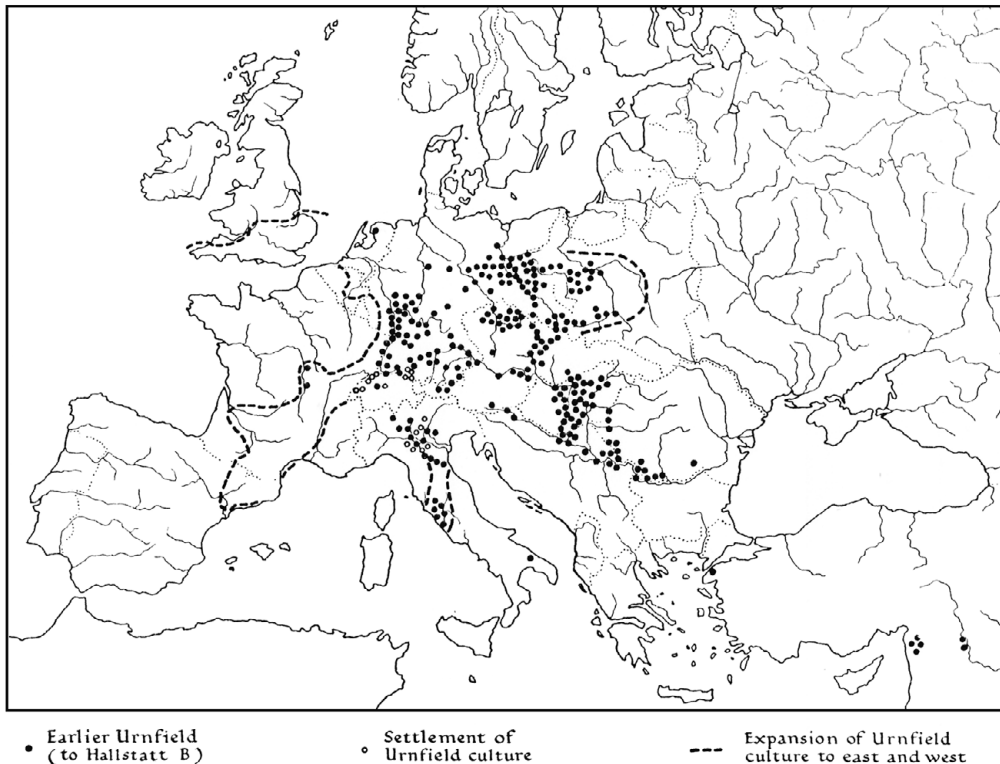 Earlier Urnfield
(to Hallstatt B)
Settlement of
Urnfield culture
Expansion of Urnfield
culture to east and west